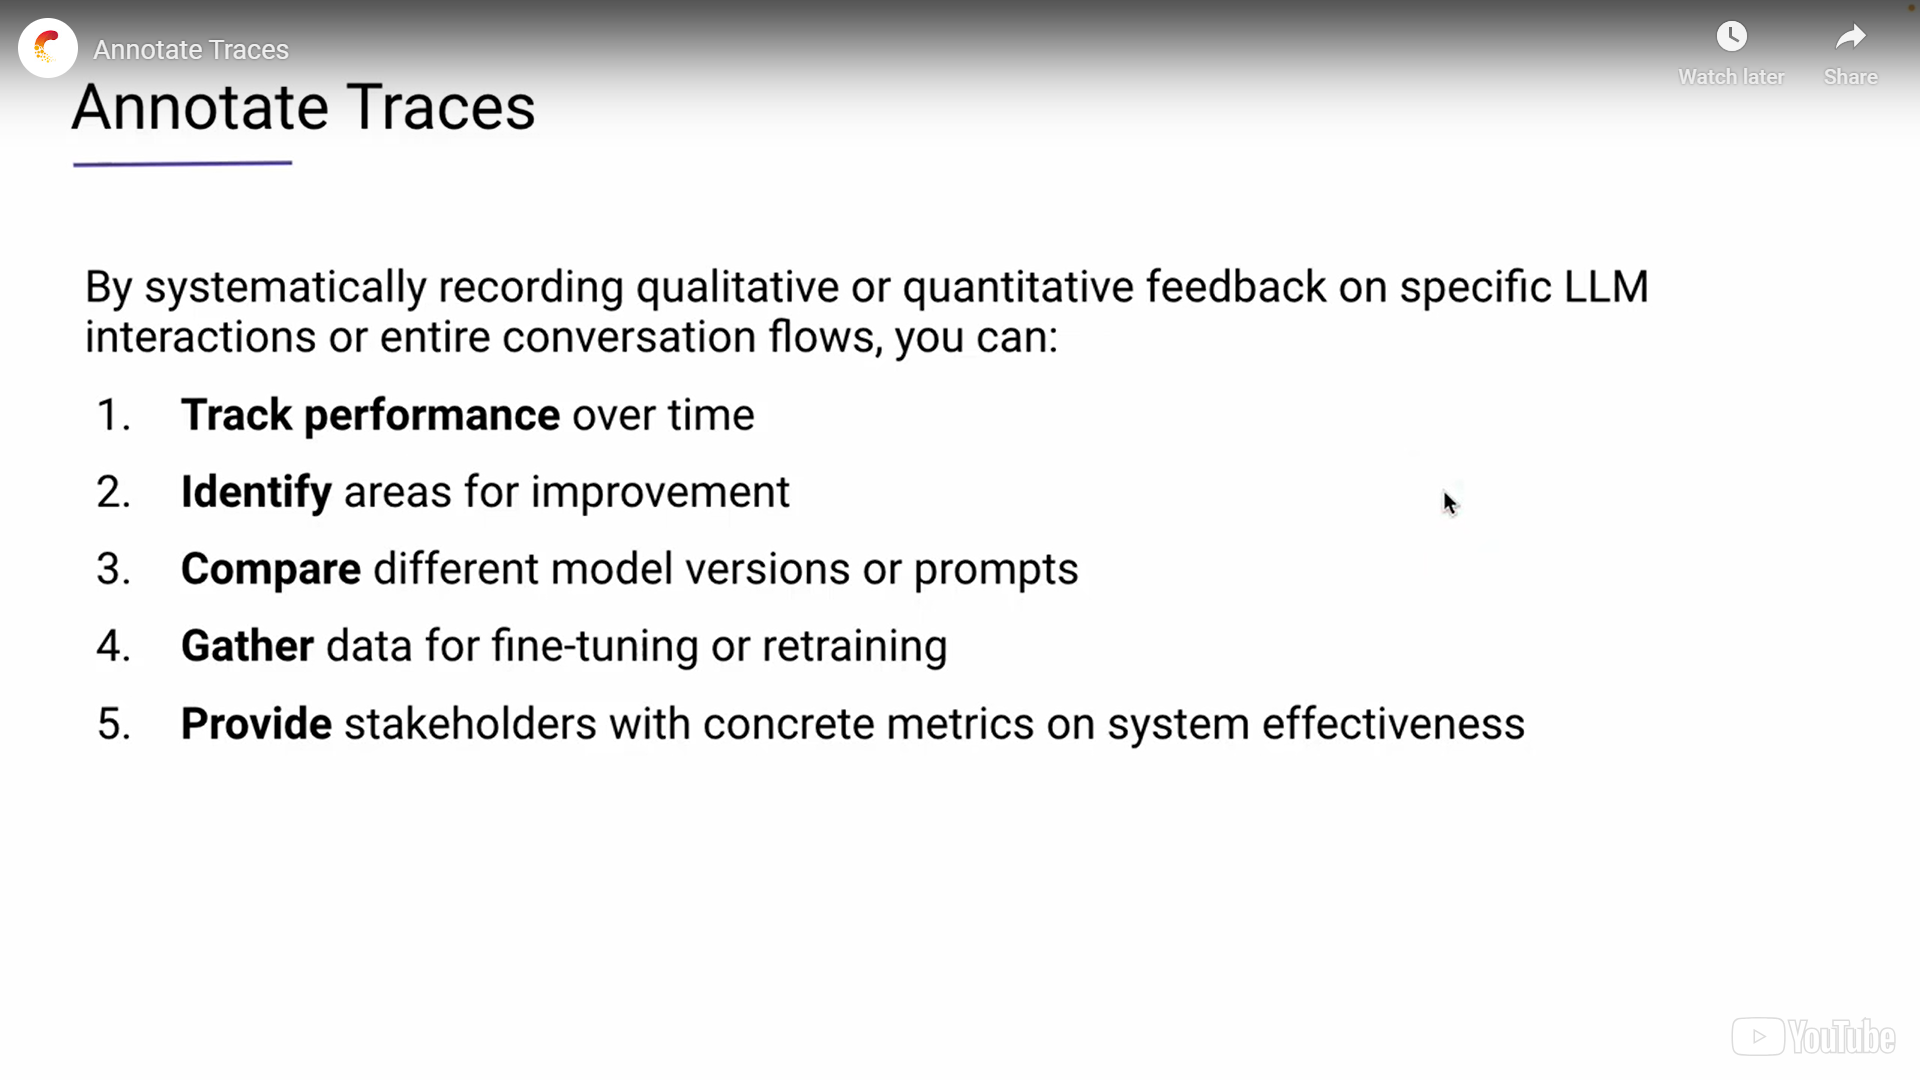 Annotate Traces
Watch later
Share
Annotate Traces
By systematically recording qualitative or quantitative feedback on specific LLM
interactions or entire conversation flows, you can:
1. Track performance over time
2. Identify areas for improvement
3. Compare different model versions or prompts
4. Gather data for fine-tuning or retraining
5. Provide stakeholders with concrete metrics on system effectiveness
YouTube